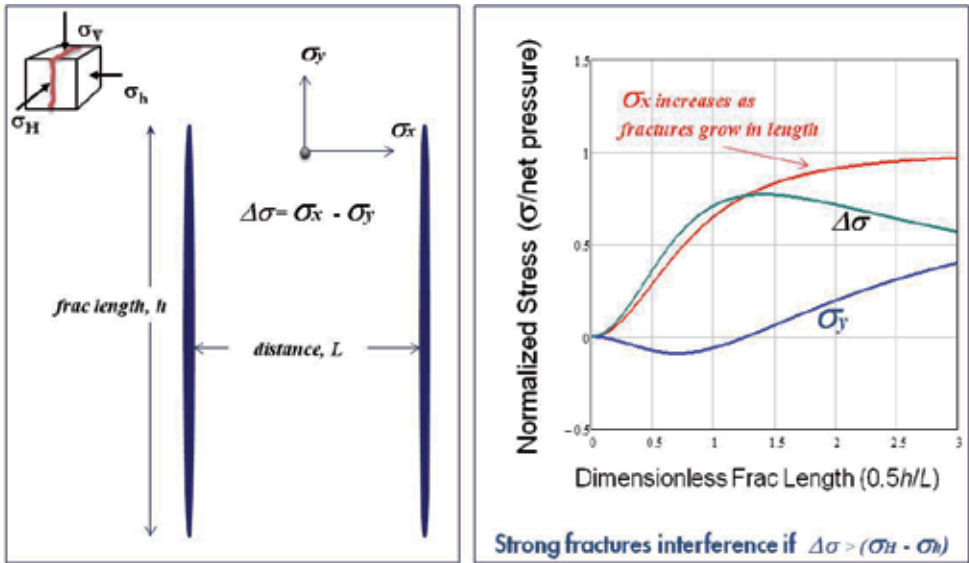 σV
σh
σH
σy
σx
Δσ= σx - σy
frac length, h
distance, L
Normalized Stress (σ/net pressure)
1.5
1
0.5
0
−0.5
σx increases as
fractures grow in length
Δσ
σy
0 0.5 1 1.5 2 2.5 3
Dimensionless Frac Length (0.5h/L)
Strong fractures interference if Δσ > (σH - σh)